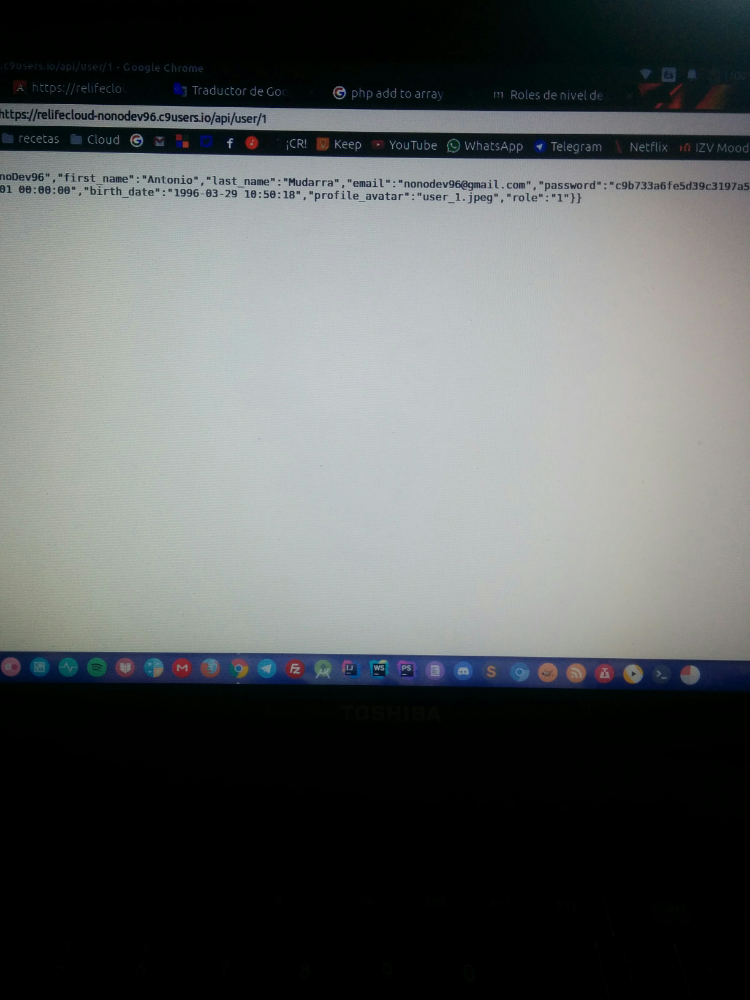 .c9users.io/api/user/1 - Google Chrome
https://relifeclo Traductor de Goo php add to array Roles de nivel de
https://relifecloud-nonodev96.c9users.io/api/user/1
recetas Cloud ¡CR! Keep YouTube WhatsApp Telegram Netflix IZV Mood
noDev96","first_name":"Antonio","last_name":"Mudarra","email":"nonodev96@gmail.com","password":"c9b733a6fe5d39c3197a5
01 00:00:00","birth_date":"1996-03-29 10:50:18","profile_avatar":"user_1.jpeg","role":"1"}}
TOSHIBA